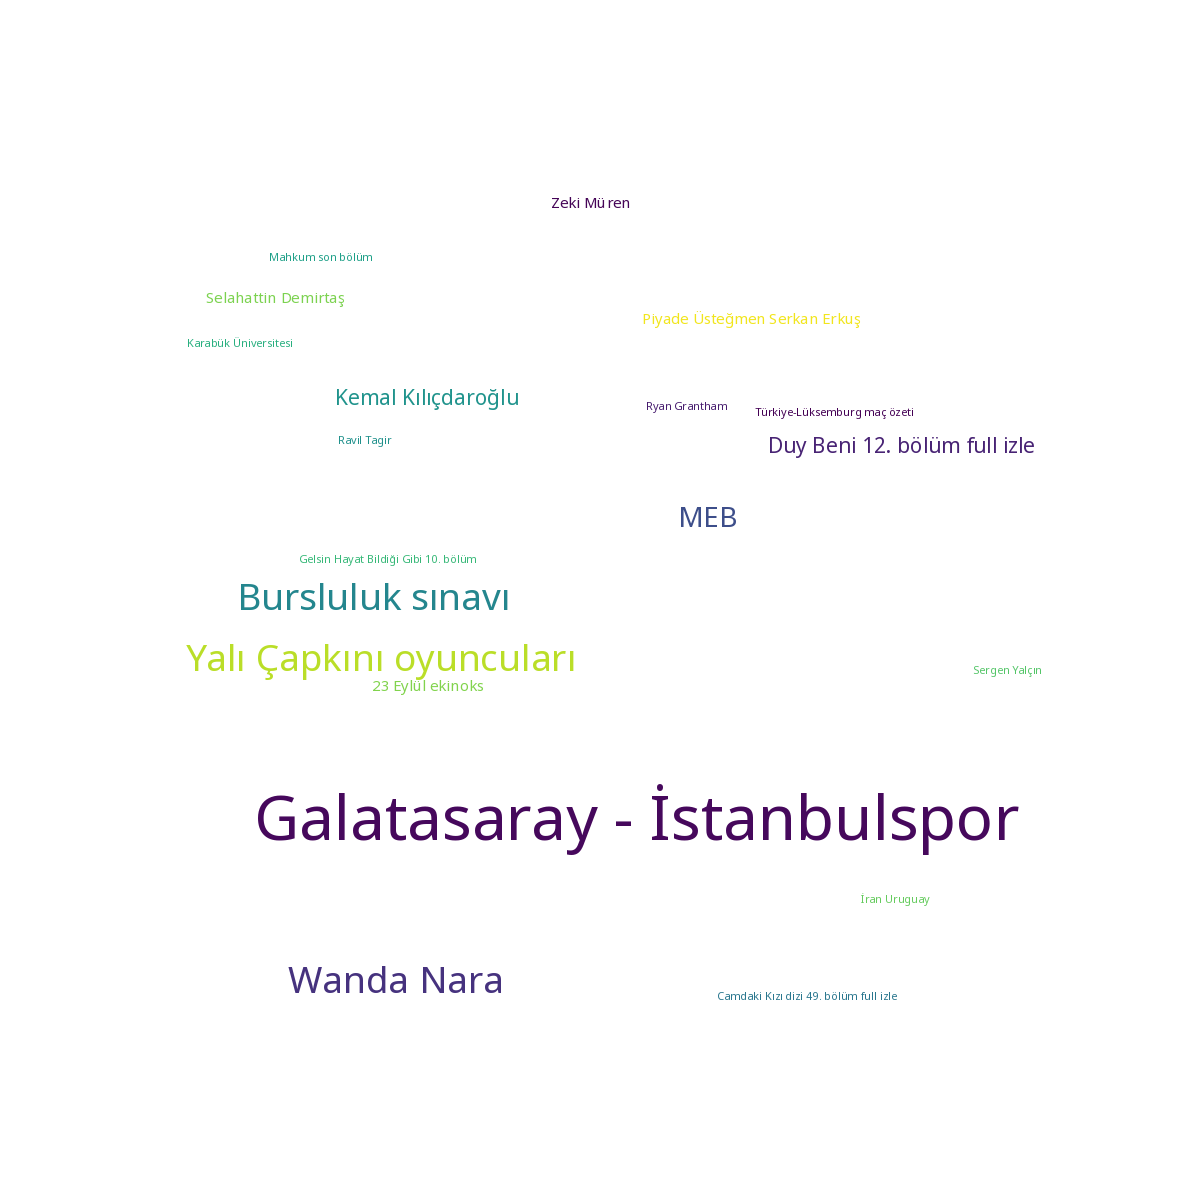 Zeki Müren
Mahkum son bölüm
Selahattin Demirtaş
Piyade Üsteğmen Serkan Erkuş
Karabük Üniversitesi
Kemal Kılıçdaroğlu
Ryan Grantham
Türkiye-Lüksemburg maç özeti
Ravil Tagir
Duy Beni 12. bölüm full izle
MEB
Gelsin Hayat Bildiği Gibi 10. bölüm
Bursluluk sınavı
Yalı Çapkını oyuncuları
Sergen Yalçın
23 Eylül ekinoks
Galatasaray - İstanbulspor
İran Uruguay
Wanda Nara
Camdaki Kızı dizi 49. bölüm full izle